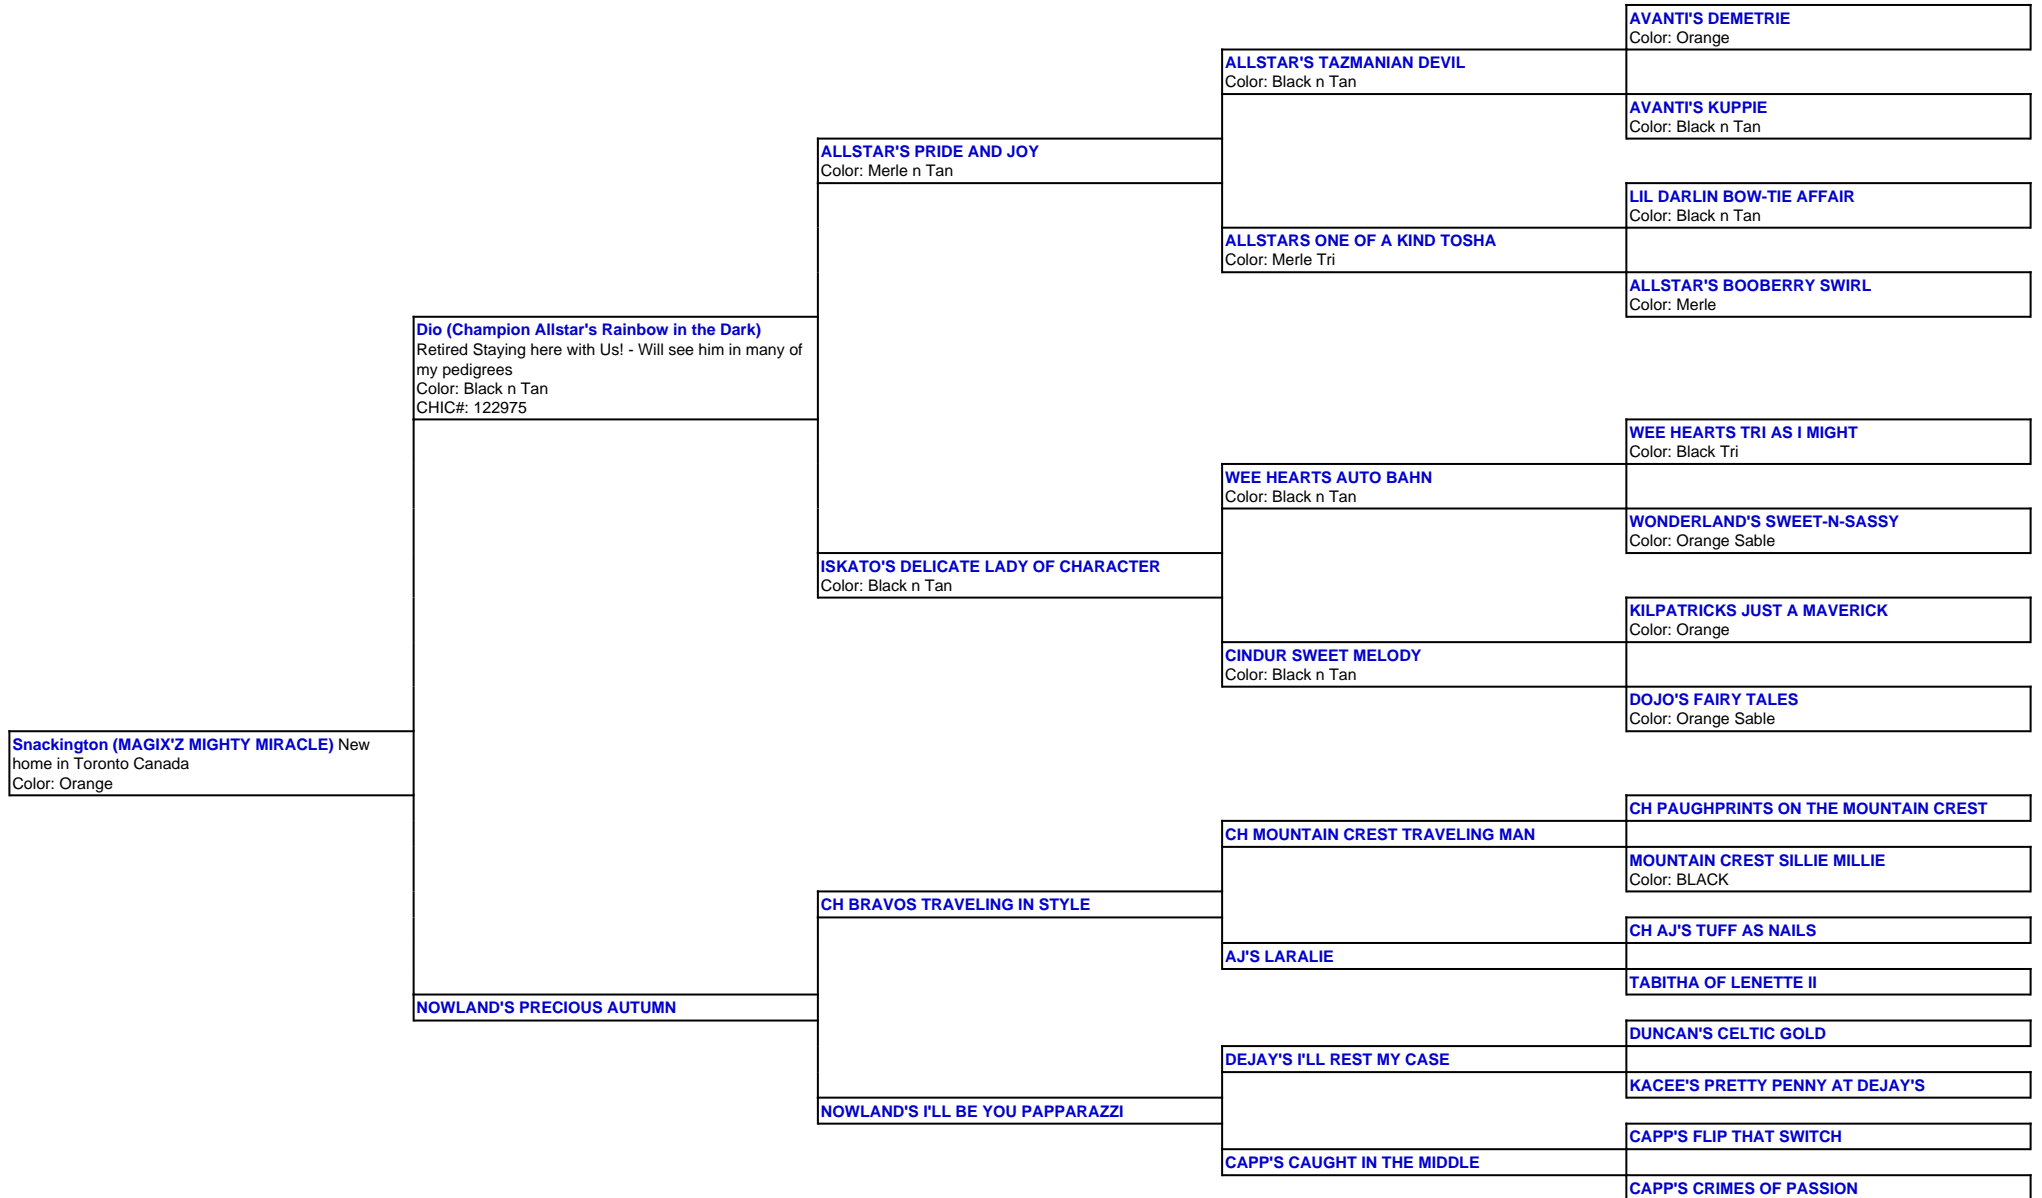 AVANTI'S DEMETRIE
Color: Orange
ALLSTAR'S TAZMANIAN DEVIL
Color: Black n Tan
AVANTI'S KUPPIE
Color: Black n Tan
ALLSTAR'S PRIDE AND JOY
Color: Merle n Tan
LIL DARLIN BOW-TIE AFFAIR
Color: Black n Tan
ALLSTARS ONE OF A KIND TOSHA
Color: Merle Tri
ALLSTAR'S BOOBERRY SWIRL
Color: Merle
Dio (Champion Allstar's Rainbow in the Dark)
Retired Staying here with Us! - Will see him in many of
my pedigrees
Color: Black n Tan
CHIC#: 122975
WEE HEARTS TRI AS I MIGHT
Color: Black Tri
WEE HEARTS AUTO BAHN
Color: Black n Tan
WONDERLAND'S SWEET-N-SASSY
Color: Orange Sable
ISKATO'S DELICATE LADY OF CHARACTER
Color: Black n Tan
KILPATRICKS JUST A MAVERICK
Color: Orange
CINDUR SWEET MELODY
Color: Black n Tan
DOJO'S FAIRY TALES
Color: Orange Sable
Snackington (MAGIX'Z MIGHTY MIRACLE) New
home in Toronto Canada
Color: Orange
CH PAUGHPRINTS ON THE MOUNTAIN CREST
CH MOUNTAIN CREST TRAVELING MAN
MOUNTAIN CREST SILLIE MILLIE
Color: BLACK
CH BRAVOS TRAVELING IN STYLE
CH AJ'S TUFF AS NAILS
AJ'S LARALIE
TABITHA OF LENETTE II
NOWLAND'S PRECIOUS AUTUMN
DUNCAN'S CELTIC GOLD
DEJAY'S I'LL REST MY CASE
KACEE'S PRETTY PENNY AT DEJAY'S
NOWLAND'S I'LL BE YOU PAPPARAZZI
CAPP'S FLIP THAT SWITCH
CAPP'S CAUGHT IN THE MIDDLE
CAPP'S CRIMES OF PASSION